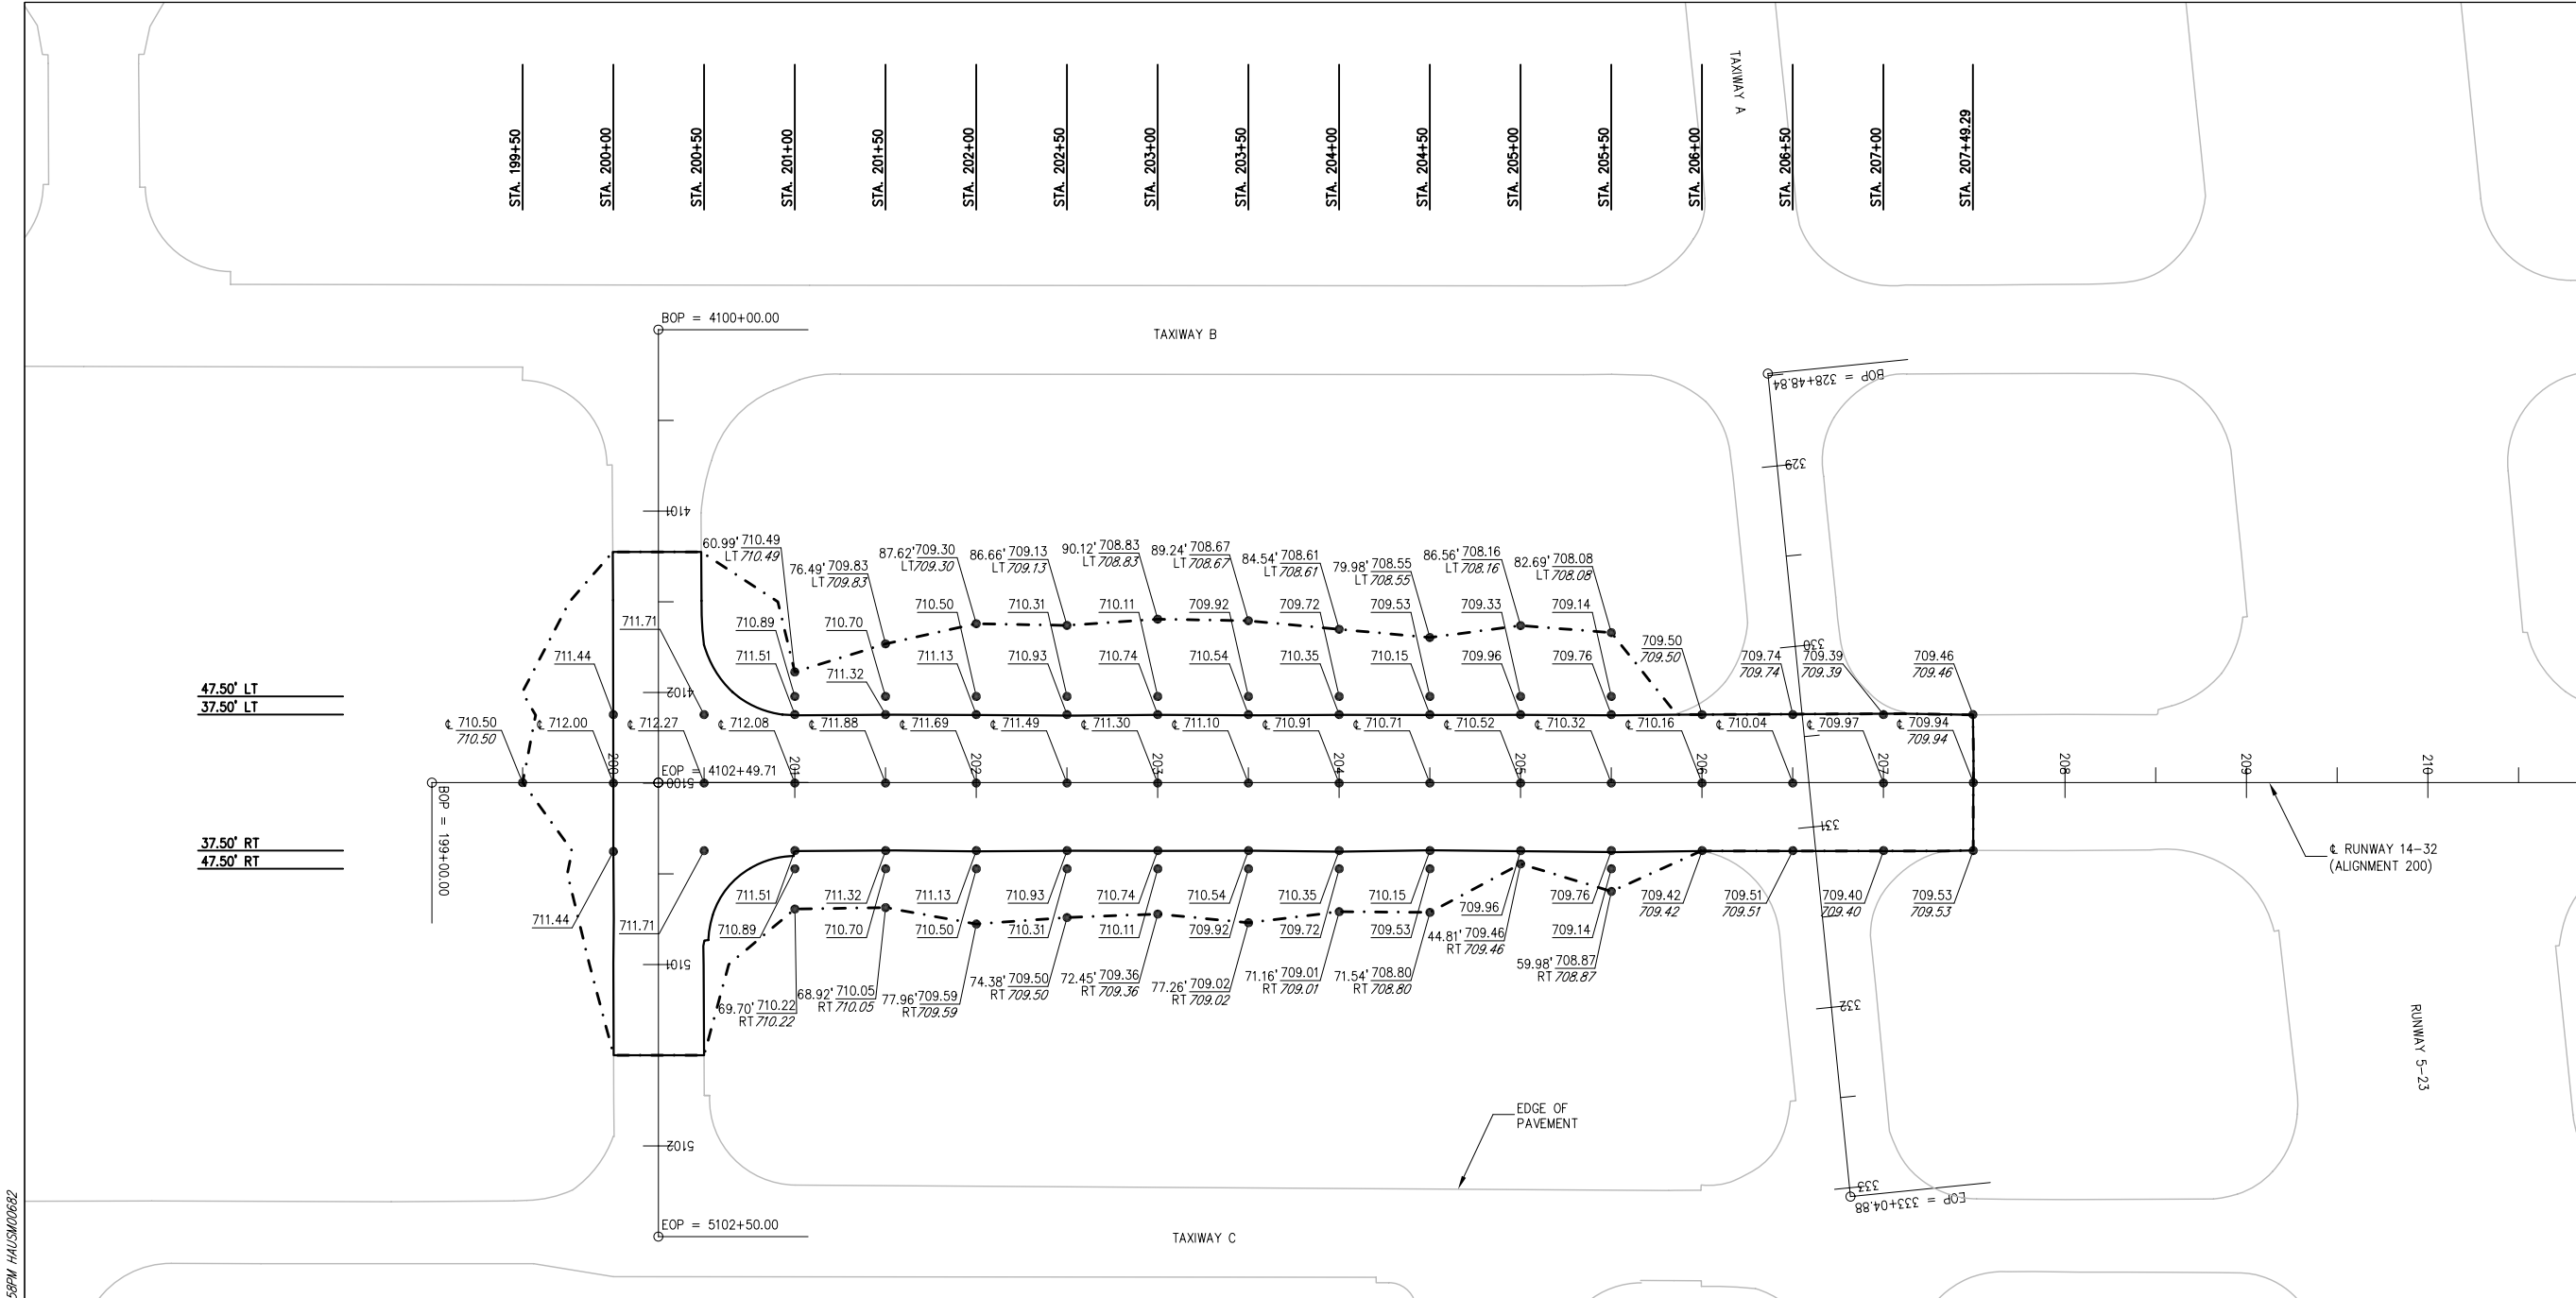 STA. 199+50
STA. 200+00
STA. 200+50
STA. 201+00
STA. 201+50
STA. 202+00
STA. 202+50
STA. 203+00
STA. 203+50
STA. 204+00
STA. 204+50
STA. 205+00
STA. 205+50
STA. 206+00
STA. 206+50
STA. 207+00
STA. 207+49.29
TAXIWAY A
BOP = 4100+00.00
TAXIWAY B
BOP = 328+48.84
329
4101
60.99' 710.49
LT 710.49
76.49' 709.83
LT 709.83
87.62' 709.30
LT 709.30
86.66' 709.13
LT 709.13
90.12' 708.83
LT 708.83
89.24' 708.67
LT 708.67
84.54' 708.61
LT 708.61
79.98' 708.55
LT 708.55
86.56' 708.16
LT 708.16
82.69' 708.08
LT 708.08
711.71
710.89
710.70
710.50
710.31
710.11
709.92
709.72
709.53
709.33
709.14
330
711.44
711.51
711.32
711.13
710.93
710.74
710.54
710.35
710.15
709.96
709.76
709.50
709.50
709.74
709.74
709.39
709.39
709.46
709.46
47.50' LT
37.50' LT
4102
℄ 710.50
710.50
℄ 712.00
℄ 712.27
℄ 712.08
℄ 711.88
℄ 711.69
℄ 711.49
℄ 711.30
℄ 711.10
℄ 710.91
℄ 710.71
℄ 710.52
℄ 710.32
℄ 710.16
℄ 710.04
℄ 709.97
℄ 709.94
709.94
200
201
202
203
204
205
206
207
208
209
210
EOP = 4102+49.71
5100
BOP = 199+00.00
331
37.50' RT
47.50' RT
℄ RUNWAY 14-32
(ALIGNMENT 200)
711.44
711.71
711.51
711.32
711.13
710.93
710.74
710.54
710.35
710.15
709.96
709.76
709.42
709.42
709.51
709.51
709.40
709.40
709.53
709.53
710.89
710.70
710.50
710.31
710.11
709.92
709.72
709.53
44.81' 709.46
RT 709.46
709.14
5101
69.70' 710.22
RT 710.22
68.92' 710.05
RT 710.05
77.96' 709.59
RT 709.59
74.38' 709.50
RT 709.50
72.45' 709.36
RT 709.36
77.26' 709.02
RT 709.02
71.16' 709.01
RT 709.01
71.54' 708.80
RT 708.80
59.98' 708.87
RT 708.87
332
RUNWAY 5-23
EDGE OF
PAVEMENT
5102
333
EOP = 333+04.88
EOP = 5102+50.00
TAXIWAY C
58PM HAUSM00682